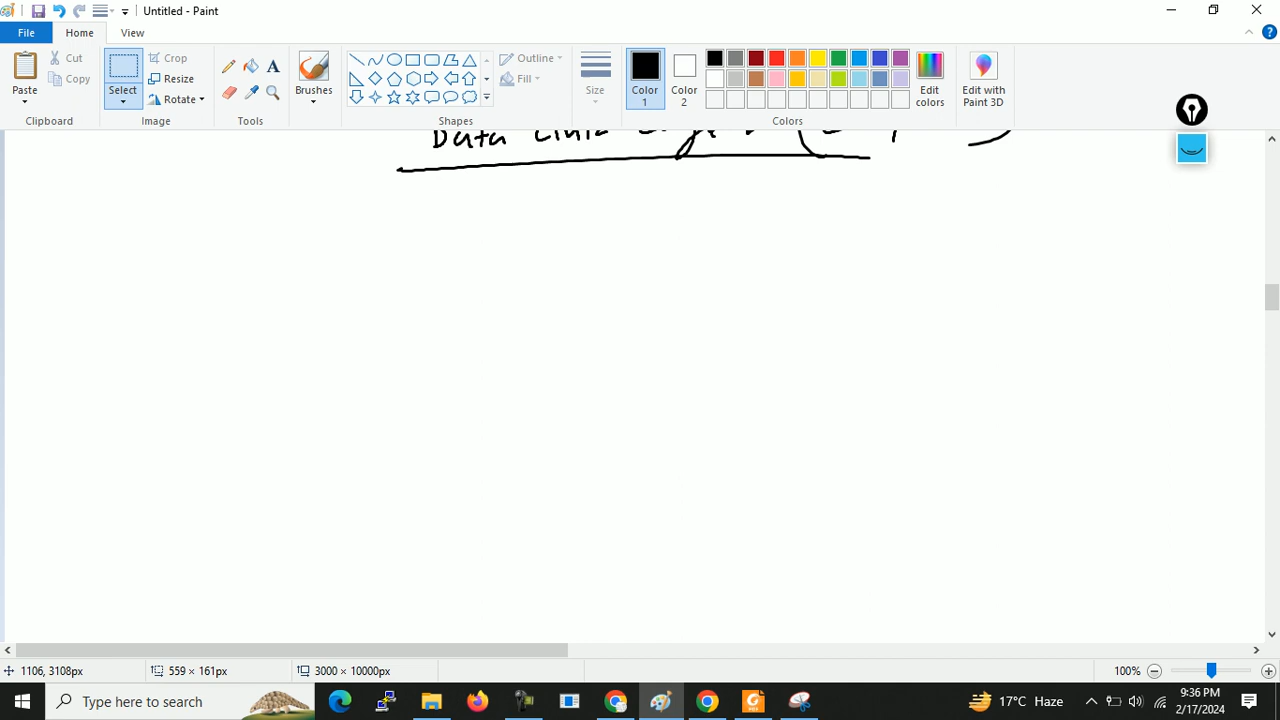 Untitled - Paint
File Home View
Paste
Cut
Copy
Select
Crop
Resize
Rotate
Brushes
Outline
Fill
Size
Color 1
Color 2
Edit colors
Edit with Paint 3D
Clipboard Image Tools Shapes Colors
Data
1106, 3108px 559 × 161px 3000 × 10000px 100%
Type here to search 17°C Haze 9:36 PM
2/17/2024